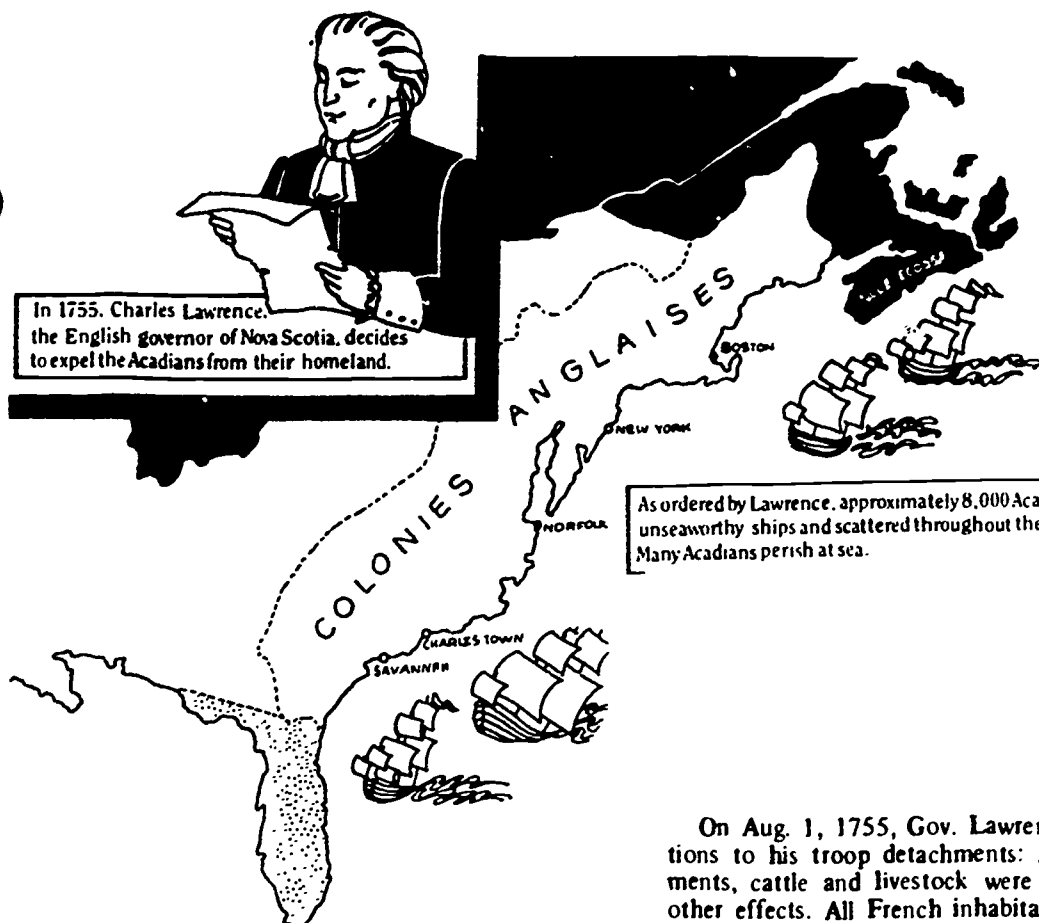 In 1755, Charles Lawrence,
the English governor of Nova Scotia, decides
to expel the Acadians from their homeland.
COLONIES ANGLAISES
BOSTON
NEW YORK
NORFOLK
CHARLES TOWN
SAVANNAH
As ordered by Lawrence, approximately 8,000 Aca
unseaworthy ships and scattered throughout the
Many Acadians perish at sea.
On Aug. 1, 1755, Gov. Lawren
tions to his troop detachments:
ments, cattle and livestock were
other effects. All French inhabita